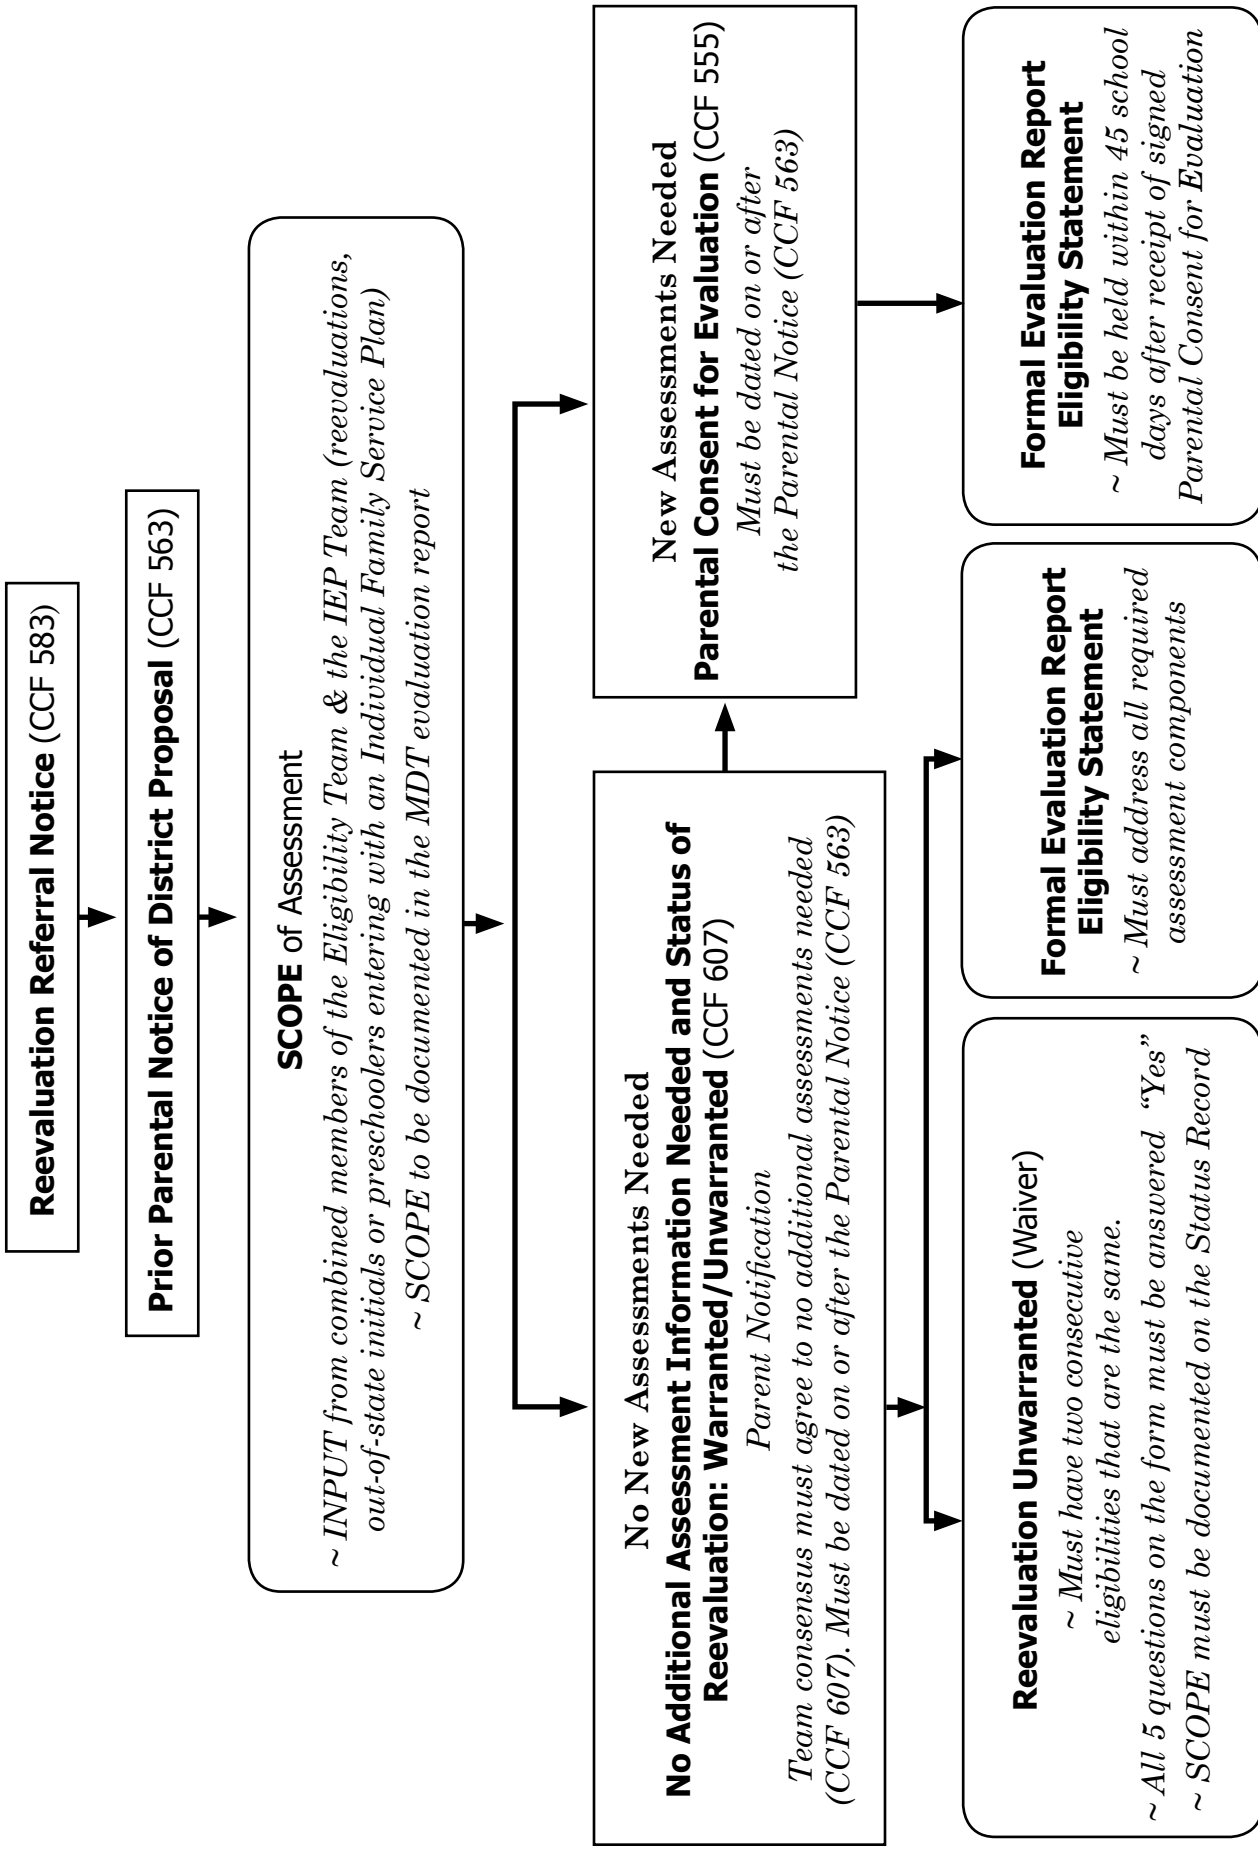 Reevaluation Referral Notice (CCF 583)
Prior Parental Notice of District Proposal (CCF 563)
SCOPE of Assessment
~ INPUT from combined members of the Eligibility Team & the IEP Team (reevaluations,
out-of-state initials or preschoolers entering with an Individual Family Service Plan)
~ SCOPE to be documented in the MDT evaluation report
No New Assessments Needed
No Additional Assessment Information Needed and Status of
Reevaluation: Warranted/Unwarranted (CCF 607)
Parent Notification
Team consensus must agree to no additional assessments needed
(CCF 607). Must be dated on or after the Parental Notice (CCF 563)
New Assessments Needed
Parental Consent for Evaluation (CCF 555)
Must be dated on or after
the Parental Notice (CCF 563)
Reevaluation Unwarranted (Waiver)
~ Must have two consecutive
eligibilities that are the same.
~ All 5 questions on the form must be answered “Yes”
~ SCOPE must be documented on the Status Record
Formal Evaluation Report
Eligibility Statement
~ Must address all required
assessment components
Formal Evaluation Report
Eligibility Statement
~ Must be held within 45 school
days after receipt of signed
Parental Consent for Evaluation